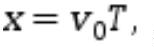 x = v₀T,